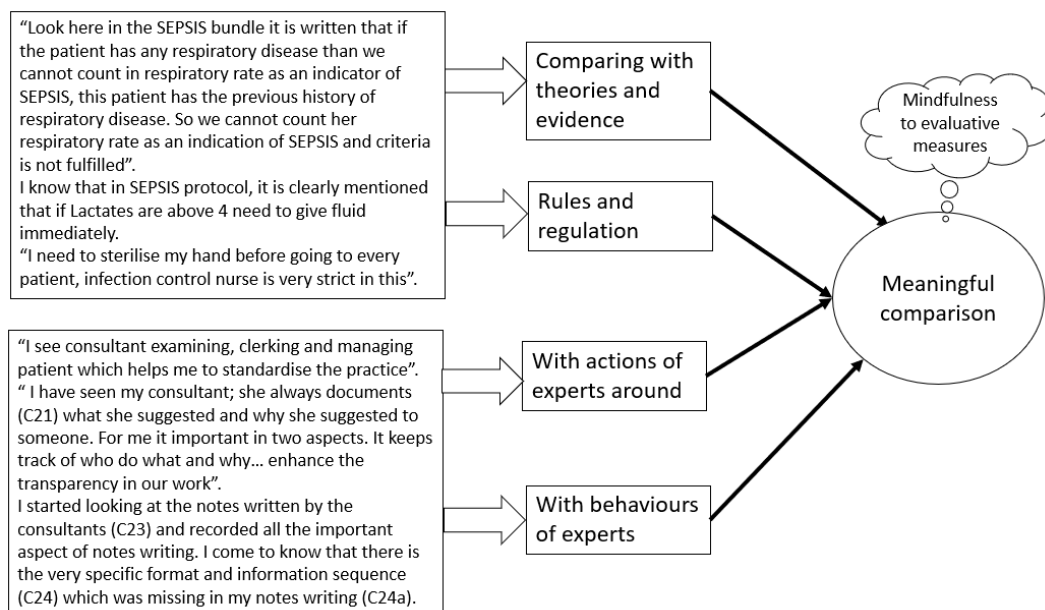 “Look here in the SEPSIS bundle it is written that if
the patient has any respiratory disease than we
cannot count in respiratory rate as an indicator of
SEPSIS, this patient has the previous history of
respiratory disease. So we cannot count her
respiratory rate as an indication of SEPSIS and criteria
is not fulfilled”.
I know that in SEPSIS protocol, it is clearly mentioned
that if Lactates are above 4 need to give fluid
immediately.
“I need to sterilise my hand before going to every
patient, infection control nurse is very strict in this”.
“I see consultant examining, clerking and managing
patient which helps me to standardise the practice”.
“ I have seen my consultant; she always documents
(C21) what she suggested and why she suggested to
someone. For me it important in two aspects. It keeps
track of who do what and why… enhance the
transparency in our work”.
I started looking at the notes written by the
consultants (C23) and recorded all the important
aspect of notes writing. I come to know that there is
the very specific format and information sequence
(C24) which was missing in my notes writing (C24a).
Comparing with
theories and
evidence
Rules and
regulation
With actions of
experts around
With behaviours
of experts
Mindfulness
to evaluative
measures
Meaningful
comparison